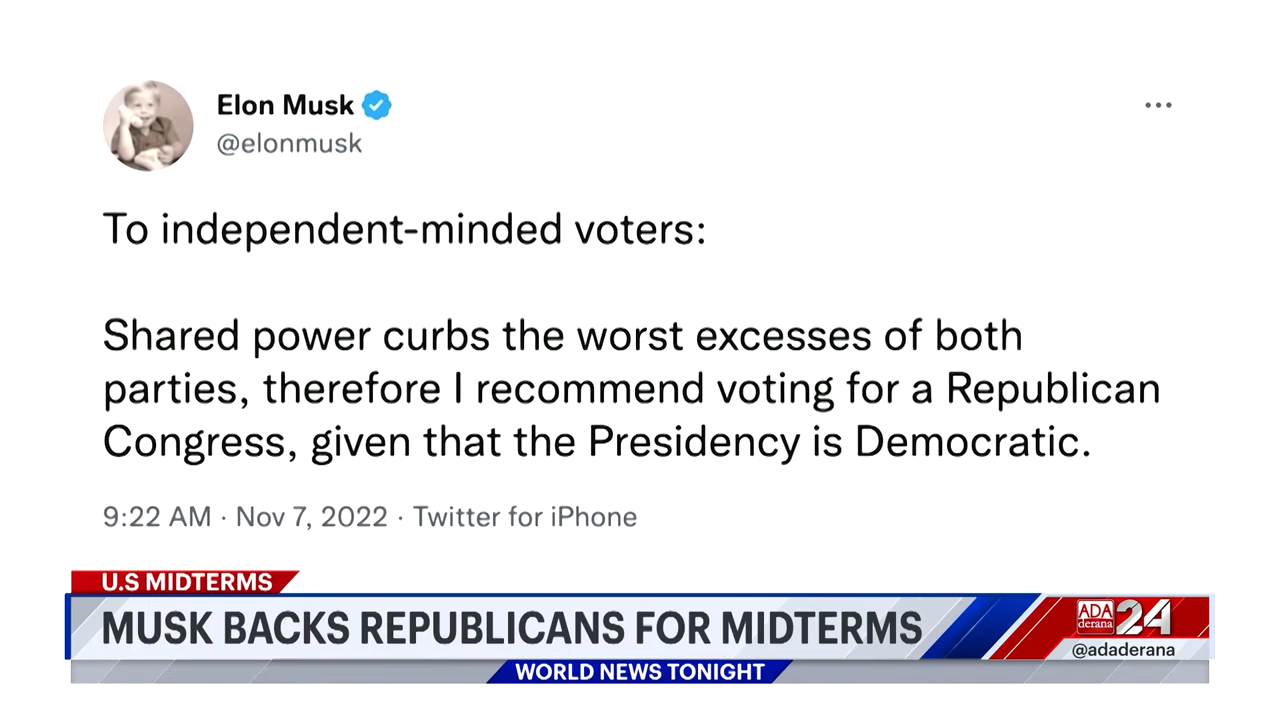 Elon Musk
@elonmusk
To independent-minded voters:
Shared power curbs the worst excesses of both
parties, therefore I recommend voting for a Republican
Congress, given that the Presidency is Democratic.
9:22 AM · Nov 7, 2022 · Twitter for iPhone
U.S MIDTERMS
MUSK BACKS REPUBLICANS FOR MIDTERMS
ADA
derana
24
@adaderana
WORLD NEWS TONIGHT